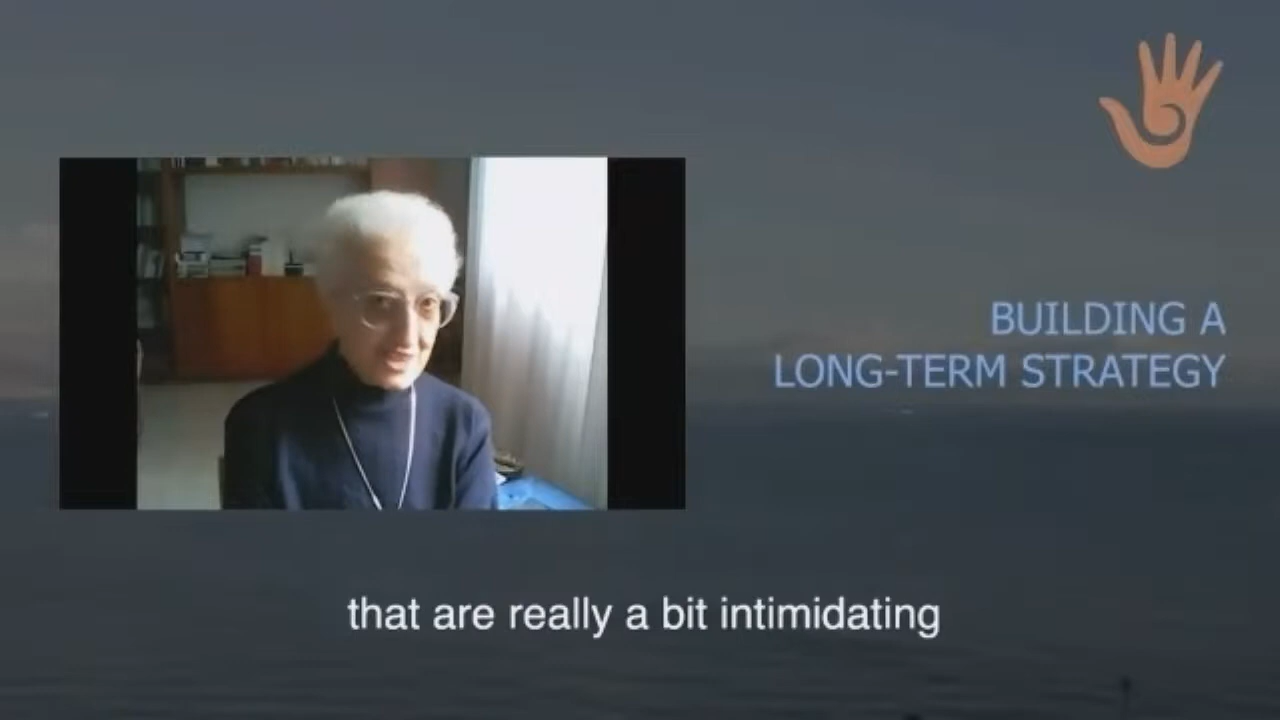 BUILDING A
LONG-TERM STRATEGY
that are really a bit intimidating